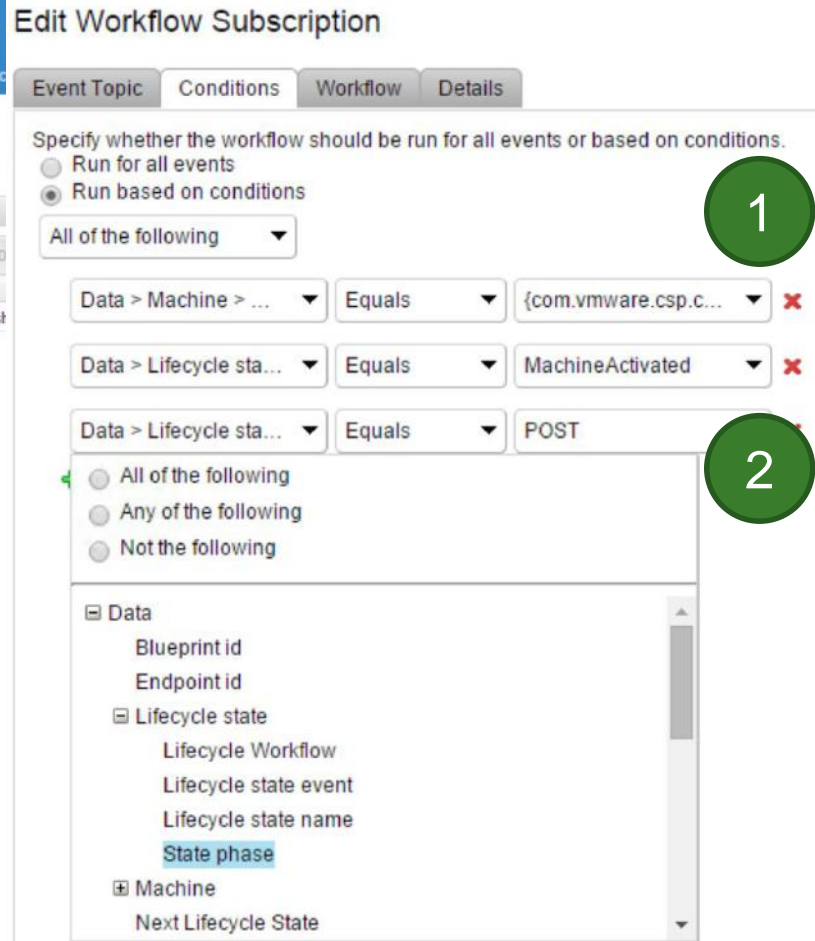 Edit Workflow Subscription
Event Topic Conditions Workflow Details
Specify whether the workflow should be run for all events or based on conditions.
Run for all events
Run based on conditions
1
All of the following
Data > Machine > ... Equals {com.vmware.csp.c...
Data > Lifecycle sta... Equals MachineActivated
Data > Lifecycle sta... Equals POST
2
All of the following
Any of the following
Not the following
Data
Blueprint id
Endpoint id
Lifecycle state
Lifecycle Workflow
Lifecycle state event
Lifecycle state name
State phase
Machine
Next Lifecycle State